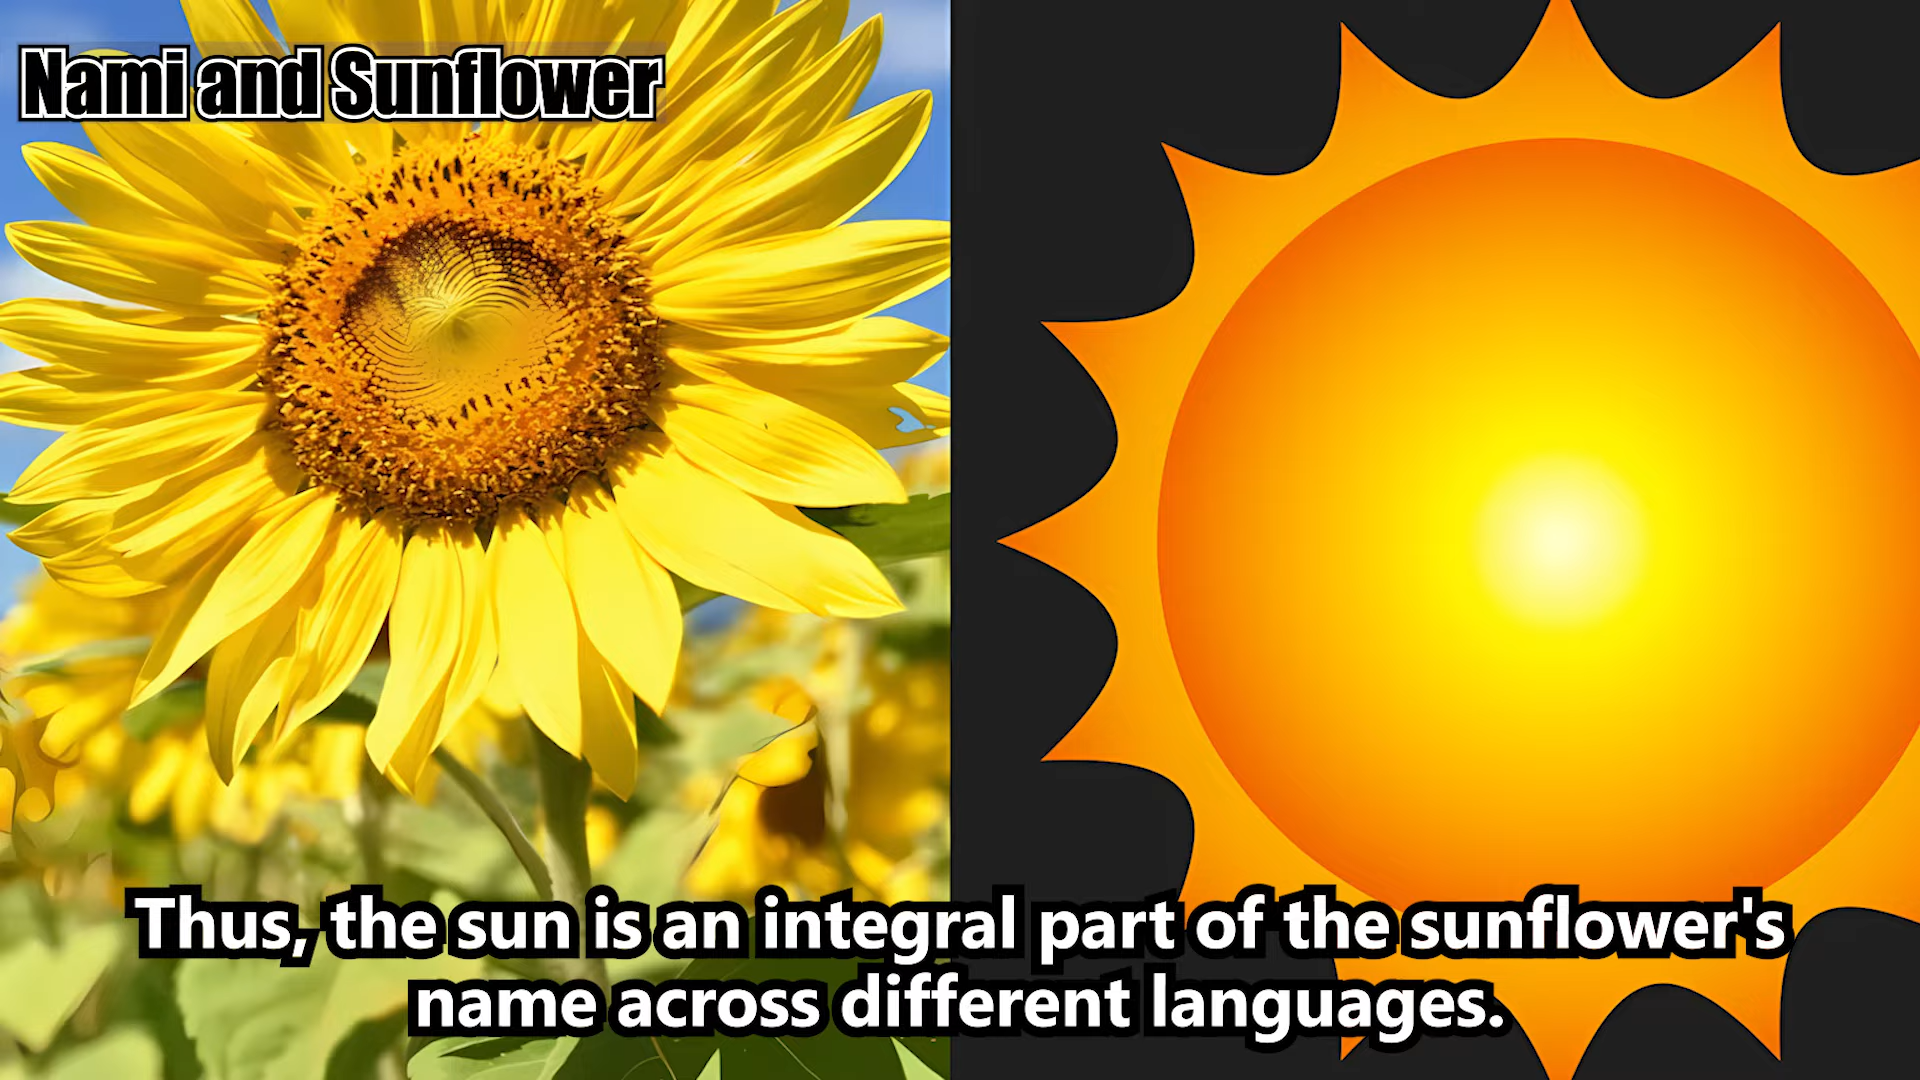 Nami and Sunflower
Thus, the sun is an integral part of the sunflower's
name across different languages.